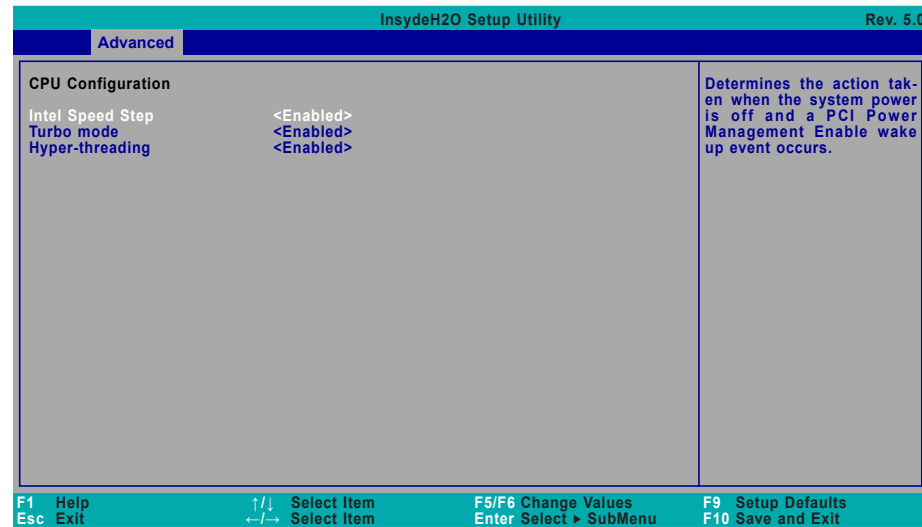 InsydeH2O Setup Utility Rev. 5.0
Advanced
CPU Configuration
Intel Speed Step <Enabled>
Turbo mode <Enabled>
Hyper-threading <Enabled>
Determines the action tak-
en when the system power
is off and a PCI Power
Management Enable wake
up event occurs.
F1 Help ↑/↓ Select Item F5/F6 Change Values F9 Setup Defaults
Esc Exit ←/→ Select Item Enter Select ▶ SubMenu F10 Save and Exit